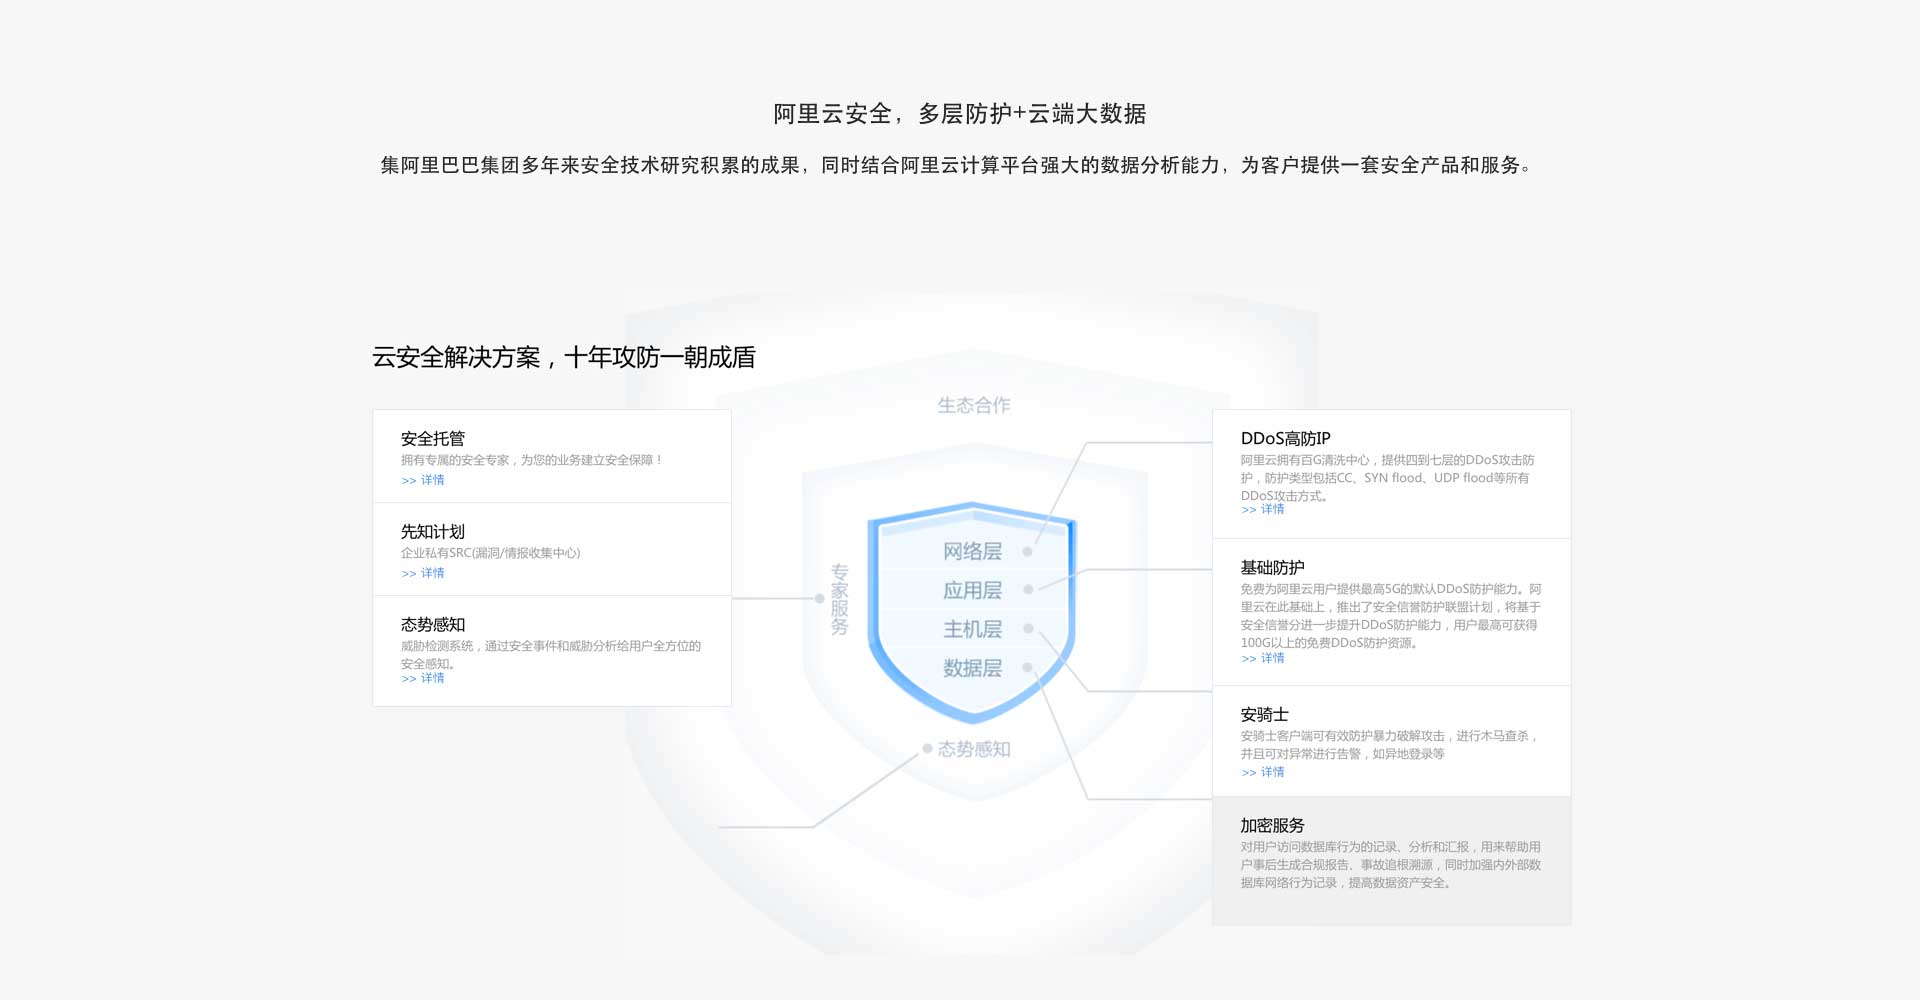 阿里云安全，多层防护+云端大数据
集阿里巴巴集团多年来安全技术研究积累的成果，同时结合阿里云计算平台强大的数据分析能力，为客户提供一套安全产品和服务。
云安全解决方案，十年攻防一朝成盾
安全托管
拥有专属的安全专家，为您的业务建立安全保障！
>> 详情
先知计划
企业私有SRC(漏洞/情报收集中心)
>> 详情
态势感知
威胁检测系统，通过安全事件和威胁分析给用户全方位的
安全感知。
>> 详情
生态合作
专家服务
网络层
应用层
主机层
数据层
态势感知
DDoS高防IP
阿里云拥有百G清洗中心，提供四到七层的DDoS攻击防
护，防护类型包括CC、SYN flood、UDP flood等所有
DDoS攻击方式。
>> 详情
基础防护
免费为阿里云用户提供最高5G的默认DDoS防护能力。阿
里云在此基础上，推出了安全信誉防护联盟计划，将基于
安全信誉分进一步提升DDoS防护能力，用户最高可获得
100G以上的免费DDoS防护资源。
>> 详情
安骑士
安骑士客户端可有效防护暴力破解攻击，进行木马查杀，
并且可对异常进行告警，如异地登录等
>> 详情
加密服务
对用户访问数据库行为的记录、分析和汇报，用来帮助用
户事后生成合规报告、事故追根溯源，同时加强内外部数
据库网络行为记录，提高数据资产安全。